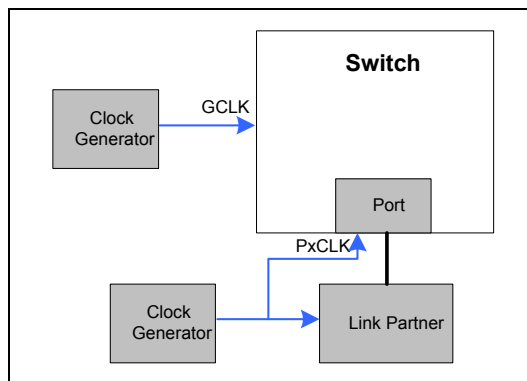 Switch
GCLK
Clock
Generator
Port
PxCLK
Clock
Generator
Link Partner